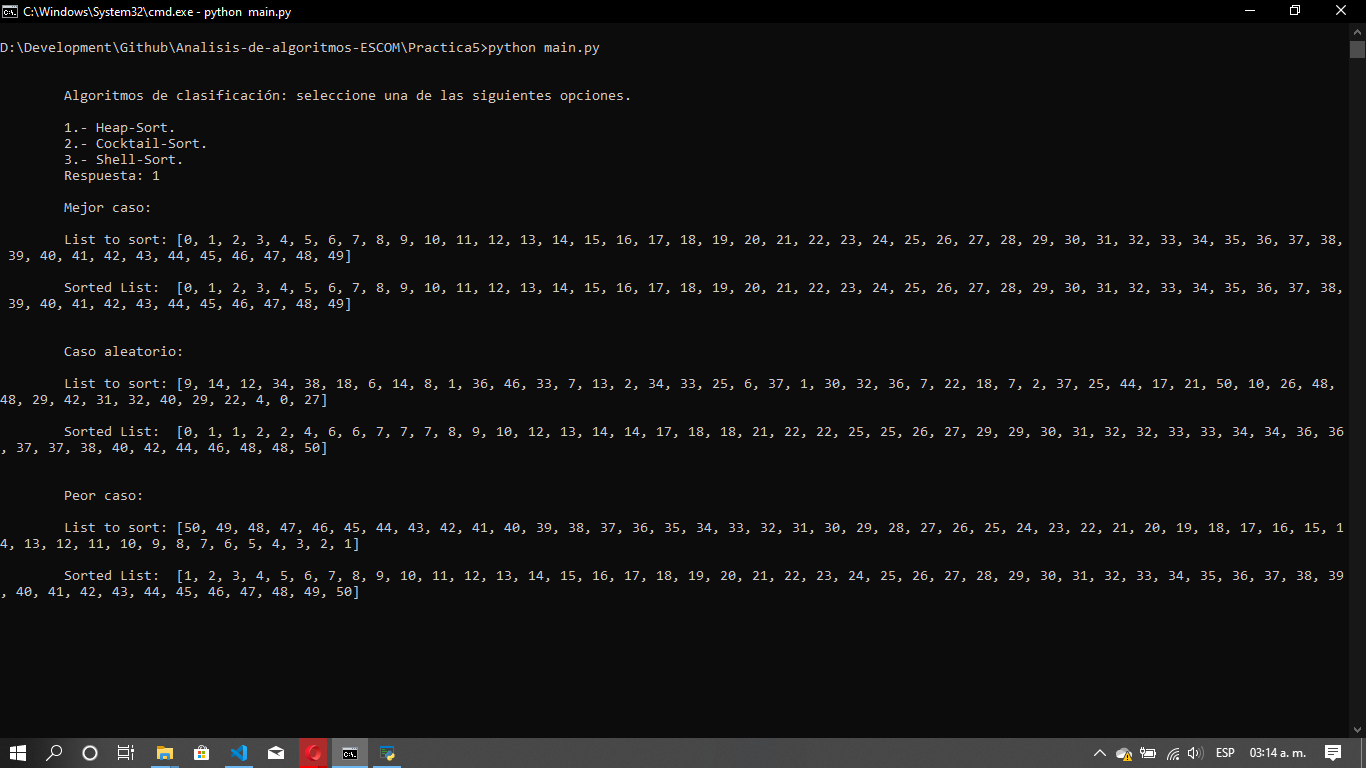 C:\Windows\System32\cmd.exe - python  main.py
D:\Development\Github\Analisis-de-algoritmos-ESCOM\Practica5>python main.py
Algoritmos de clasificación: seleccione una de las siguientes opciones.
1.- Heap-Sort.
2.- Cocktail-Sort.
3.- Shell-Sort.
Respuesta: 1
Mejor caso:
List to sort: [0, 1, 2, 3, 4, 5, 6, 7, 8, 9, 10, 11, 12, 13, 14, 15, 16, 17, 18, 19, 20, 21, 22, 23, 24, 25, 26, 27, 28, 29, 30, 31, 32, 33, 34, 35, 36, 37, 38,
39, 40, 41, 42, 43, 44, 45, 46, 47, 48, 49]
Sorted List:  [0, 1, 2, 3, 4, 5, 6, 7, 8, 9, 10, 11, 12, 13, 14, 15, 16, 17, 18, 19, 20, 21, 22, 23, 24, 25, 26, 27, 28, 29, 30, 31, 32, 33, 34, 35, 36, 37, 38,
39, 40, 41, 42, 43, 44, 45, 46, 47, 48, 49]
Caso aleatorio:
List to sort: [9, 14, 12, 34, 38, 18, 6, 14, 8, 1, 36, 46, 33, 7, 13, 2, 34, 33, 25, 6, 37, 1, 30, 32, 36, 7, 22, 18, 7, 2, 37, 25, 44, 17, 21, 50, 10, 26, 48,
48, 29, 42, 31, 32, 40, 29, 22, 4, 0, 27]
Sorted List:  [0, 1, 1, 2, 2, 4, 6, 6, 7, 7, 7, 8, 9, 10, 12, 13, 14, 14, 17, 18, 18, 21, 22, 22, 25, 25, 26, 27, 29, 29, 30, 31, 32, 32, 33, 33, 34, 34, 36, 36
, 37, 37, 38, 40, 42, 44, 46, 48, 48, 50]
Peor caso:
List to sort: [50, 49, 48, 47, 46, 45, 44, 43, 42, 41, 40, 39, 38, 37, 36, 35, 34, 33, 32, 31, 30, 29, 28, 27, 26, 25, 24, 23, 22, 21, 20, 19, 18, 17, 16, 15, 1
4, 13, 12, 11, 10, 9, 8, 7, 6, 5, 4, 3, 2, 1]
Sorted List:  [1, 2, 3, 4, 5, 6, 7, 8, 9, 10, 11, 12, 13, 14, 15, 16, 17, 18, 19, 20, 21, 22, 23, 24, 25, 26, 27, 28, 29, 30, 31, 32, 33, 34, 35, 36, 37, 38, 39
, 40, 41, 42, 43, 44, 45, 46, 47, 48, 49, 50]
ESP
03:14 a. m.